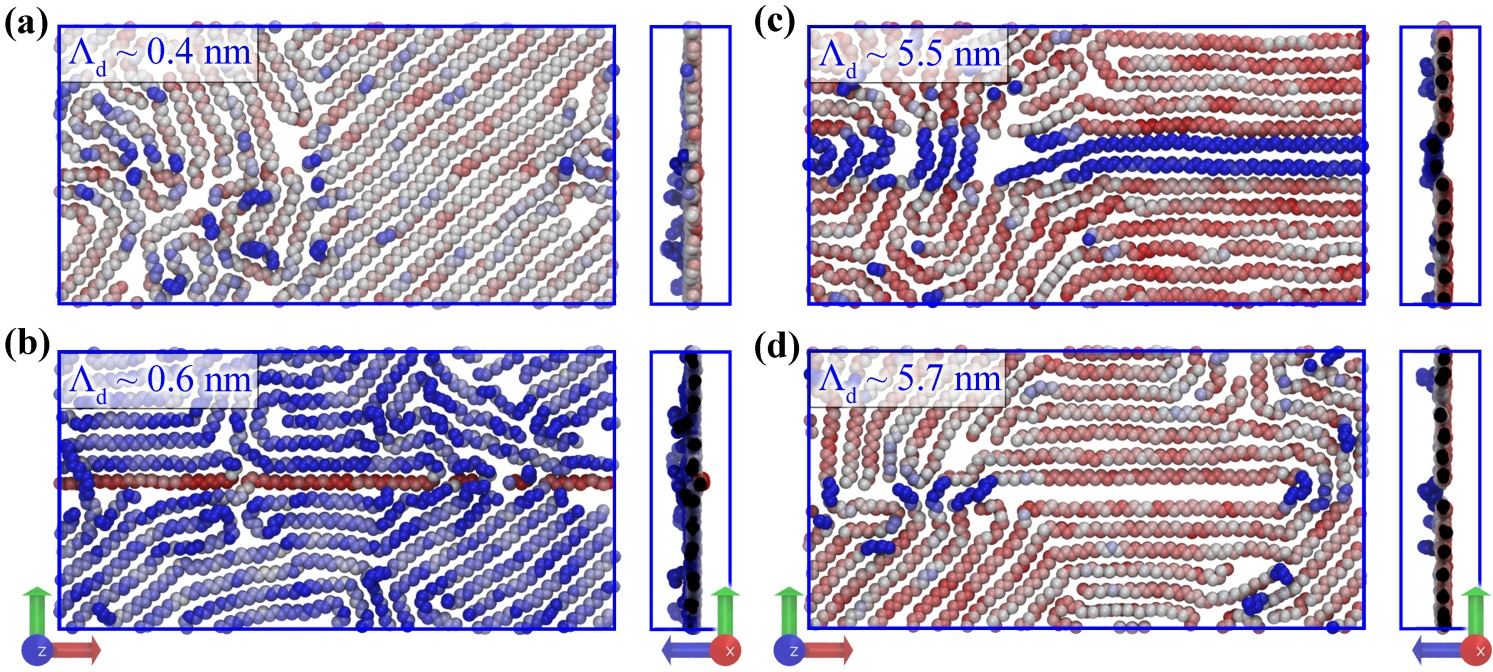 (a)
Λd ~ 0.4 nm
(c)
Λd ~ 5.5 nm
(b)
Λd ~ 0.6 nm
(d)
Λd ~ 5.7 nm
z
x
z
x